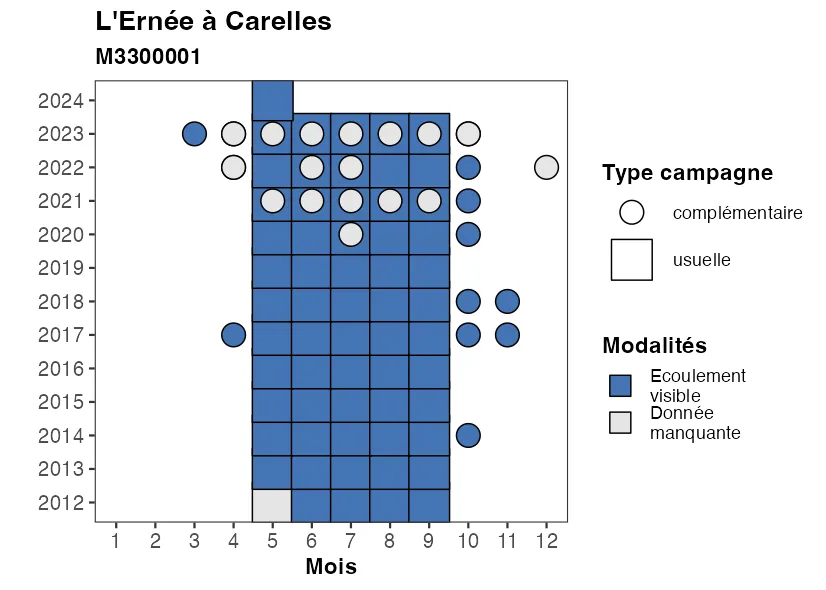 L'Ernée à Carelles
M3300001
2024
2023
2022
2021
2020
2019
2018
2017
2016
2015
2014
2013
2012
1 2 3 4 5 6 7 8 9 10 11 12
Mois
Type campagne
complémentaire
usuelle
Modalités
Ecoulement
visible
Donnée
manquante